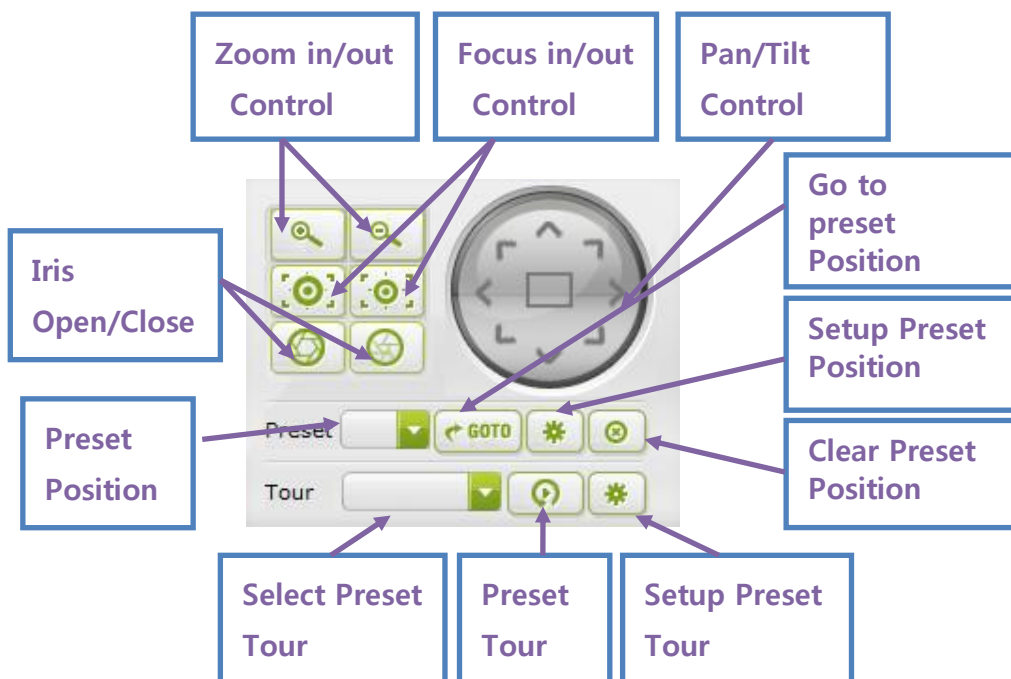 Zoom in/out
Control
Focus in/out
Control
Pan/Tilt
Control
Go to
preset
Position
Iris
Open/Close
Setup Preset
Position
Preset
Position
Preset
GOTO
Clear Preset
Position
Tour
Select Preset
Tour
Preset
Tour
Setup Preset
Tour